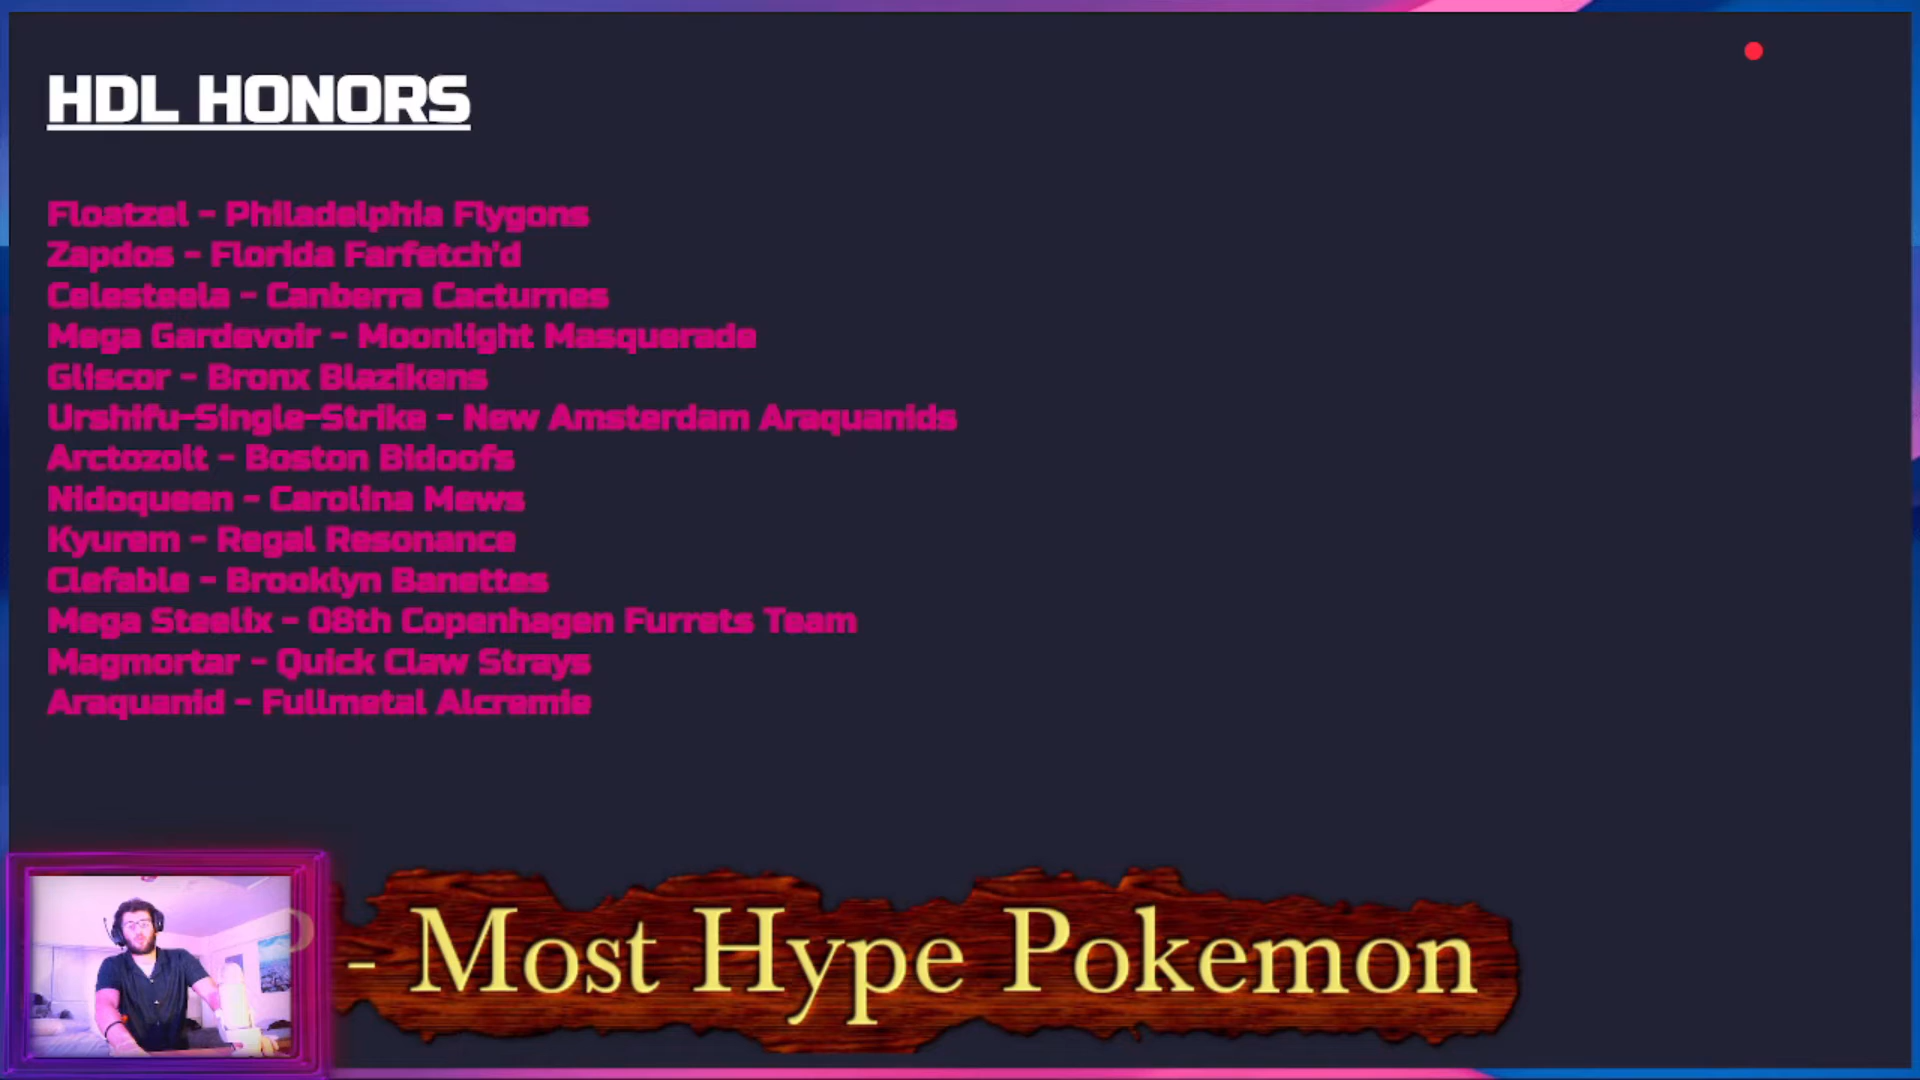 HDL HONORS
Floatzel - Philadelphia Flygons
Zapdos - Florida Farfetch'd
Celesteela - Canberra Cacturnes
Mega Gardevoir - Moonlight Masquerade
Gliscor - Bronx Blazikens
Urshifu-Single-Strike - New Amsterdam Araquanids
Arctozolt - Boston Bidoofs
Nidoqueen - Carolina Mews
Kyurem - Regal Resonance
Clefable - Brooklyn Banettes
Mega Steelix - 08th Copenhagen Furrets Team
Magmortar - Quick Claw Strays
Araquanid - Fullmetal Alcremie
- Most Hype Pokemon